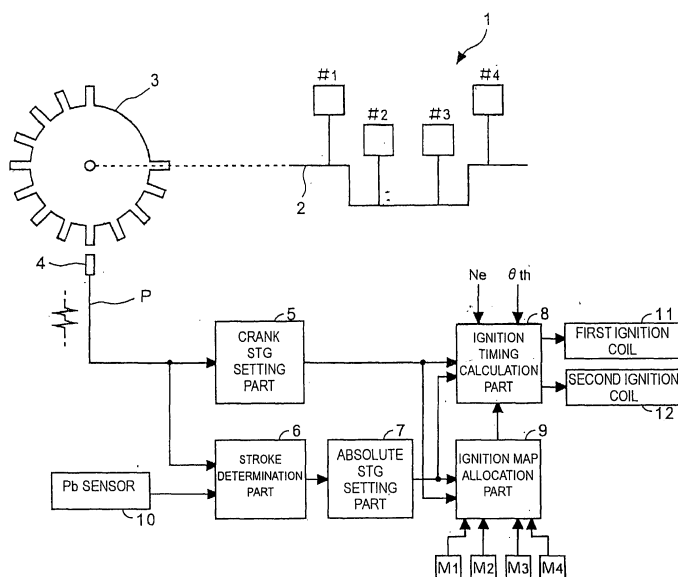 1
3
#1
#4
#2
#3
2
4
P
Ne
θth
5
8
11
CRANK
STG
SETTING
PART
IGNITION
TIMING
CALCULATION
PART
FIRST IGNITION
COIL
SECOND IGNITION
COIL
12
6
7
9
STROKE
DETERMINATION
PART
ABSOLUTE
STG
SETTING
PART
IGNITION MAP
ALLOCATION
PART
Pb SENSOR
10
M1
M2
M3
M4